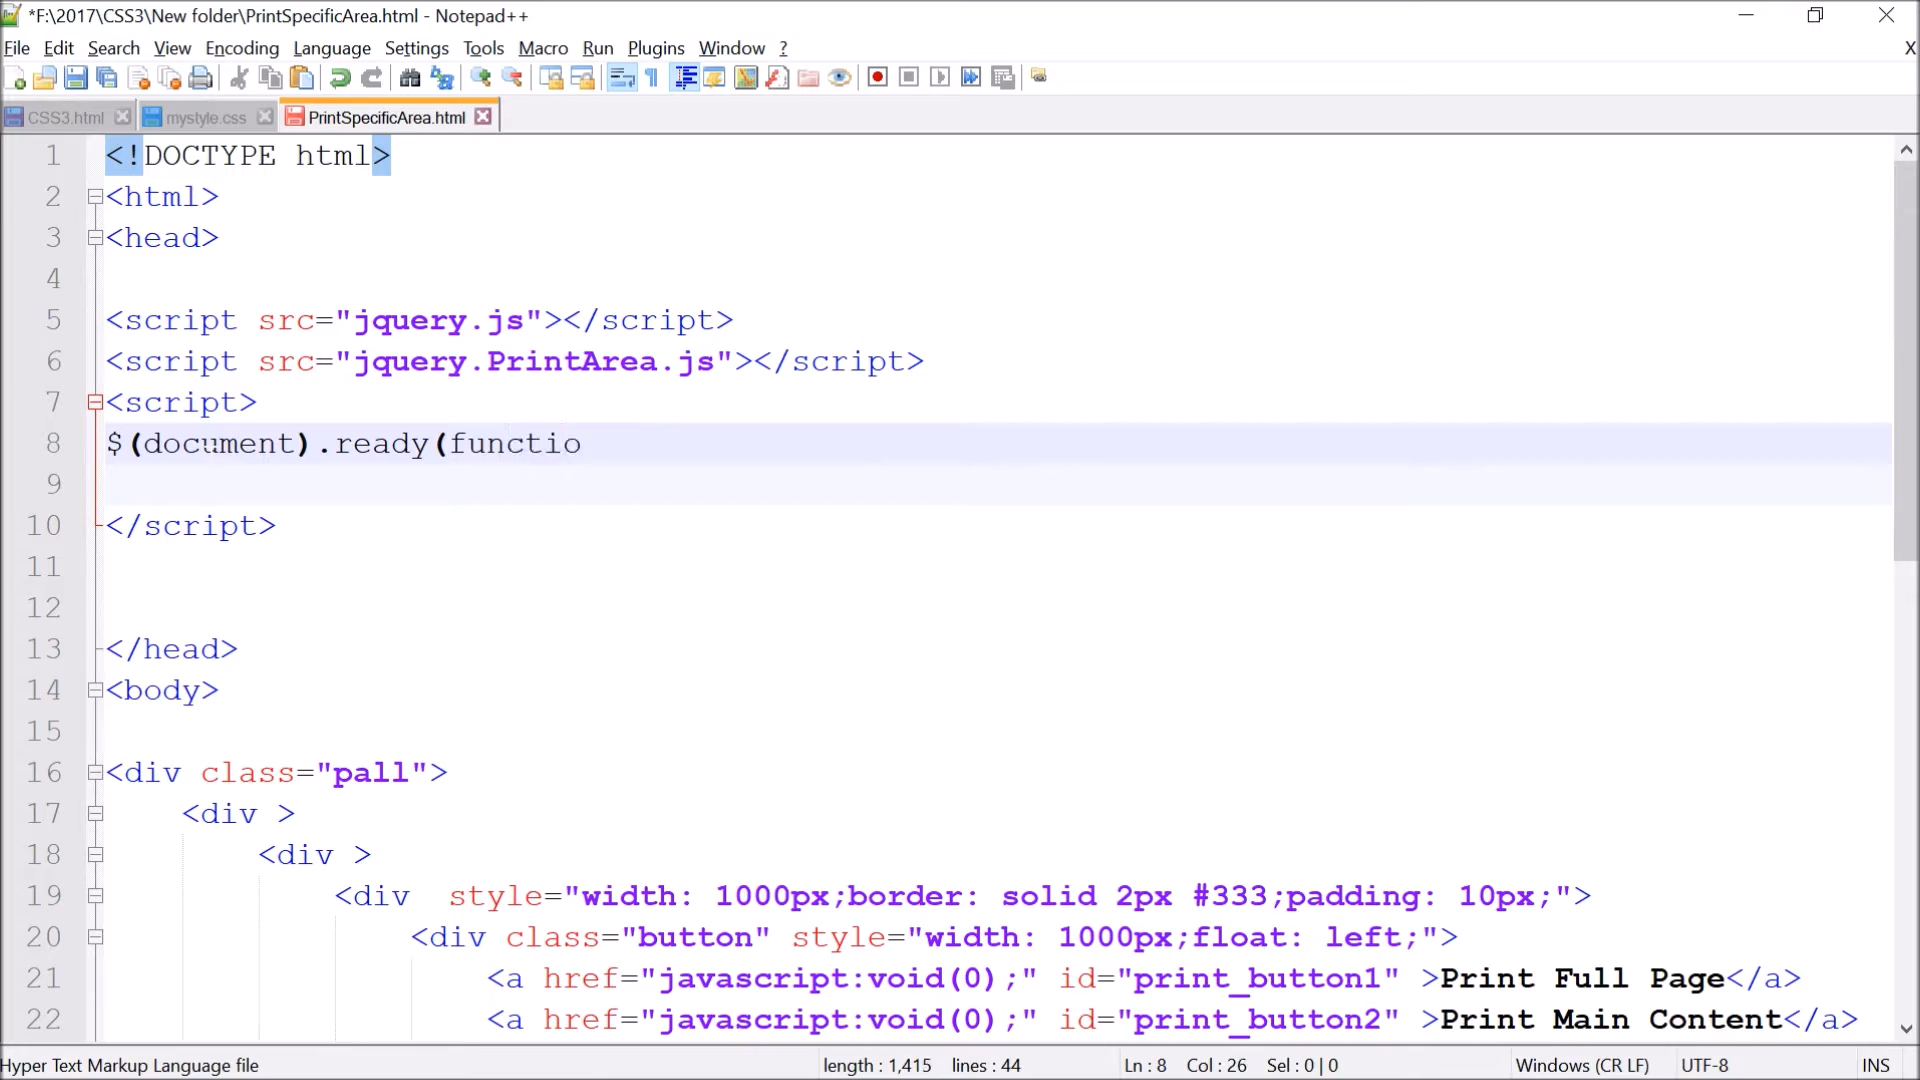 *F:\2017\CSS3\New folder\PrintSpecificArea.html - Notepad++
File Edit Search View Encoding Language Settings Tools Macro Run Plugins Window ? X
CSS3.html mystyle.css PrintSpecificArea.html
1 <!DOCTYPE html>
2 <html>
3 <head>
4
5 <script src="jquery.js"></script>
6 <script src="jquery.PrintArea.js"></script>
7 <script>
8 $(document).ready(functio
9
10 </script>
11
12
13 </head>
14 <body>
15
16 <div class="pall">
17 <div >
18 <div >
19 <div  style="width: 1000px;border: solid 2px #333;padding: 10px;">
20 <div class="button" style="width: 1000px;float: left;">
21 <a href="javascript:void(0);" id="print_button1" >Print Full Page</a>
22 <a href="javascript:void(0);" id="print_button2" >Print Main Content</a>
Hyper Text Markup Language file length : 1,415 lines : 44 Ln : 8 Col : 26 Sel : 0 | 0 Windows (CR LF) UTF-8 INS